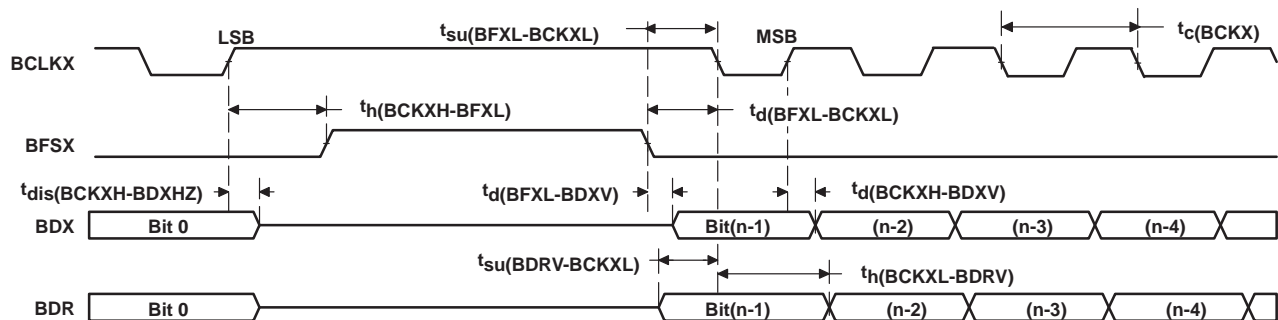 LSB
tsu(BFXL-BCKXL)
MSB
tc(BCKX)
BCLKX
th(BCKXH-BFXL)
td(BFXL-BCKXL)
BFSX
tdis(BCKXH-BDXHZ)
td(BFXL-BDXV)
td(BCKXH-BDXV)
BDX Bit 0 Bit(n-1) (n-2) (n-3) (n-4)
tsu(BDRV-BCKXL)
th(BCKXL-BDRV)
BDR Bit 0 Bit(n-1) (n-2) (n-3) (n-4)